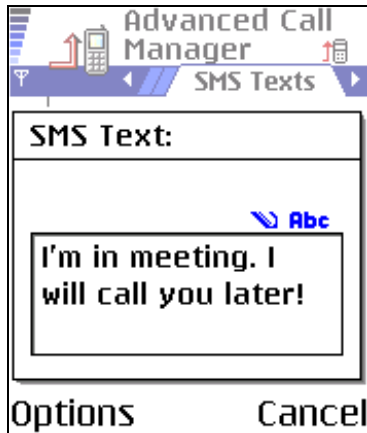 Advanced Call
Manager
SMS Texts
SMS Text:
Abc
I'm in meeting. I
will call you later!
Options Cancel